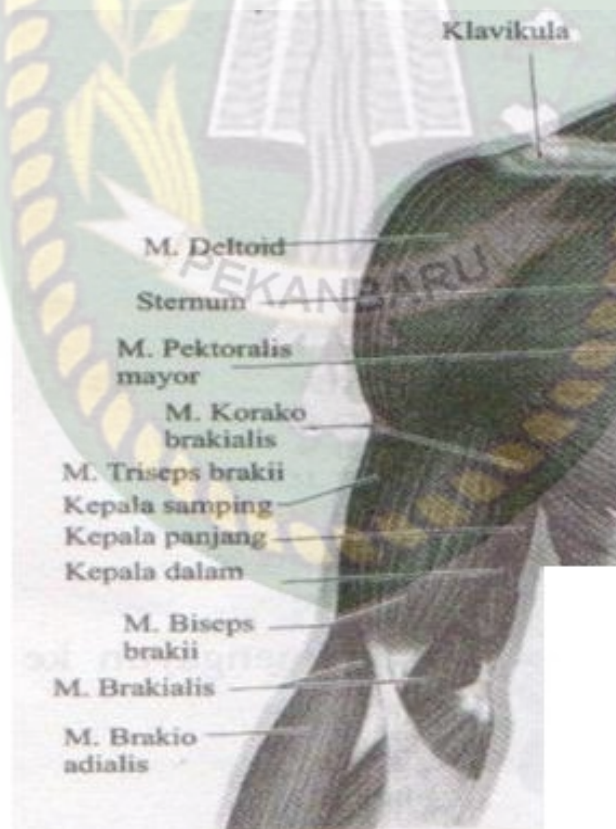 Klavikula
M. Deltoid
PEKANBARU
Sternum
M. Pektoralis
mayor
M. Korako
brakialis
M. Triseps brakii
Kepala samping
Kepala panjang
Kepala dalam
M. Biseps
brakii
M. Brakialis
M. Brakio
adialis